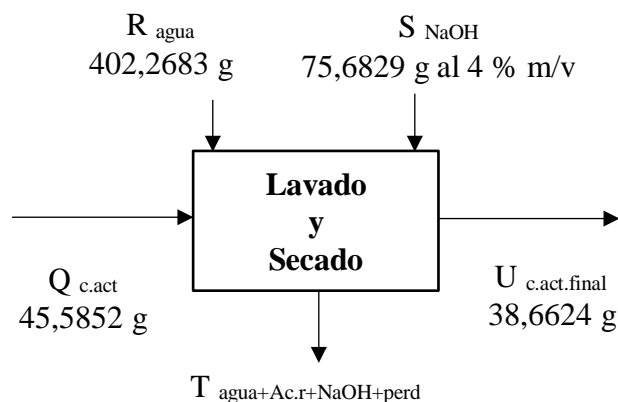 R agua
402,2683 g
S NaOH
75,6829 g al 4 % m/v
Lavado
y
Secado
Q c.act
45,5852 g
U c.act.final
38,6624 g
T agua+Ac.r+NaOH+perd